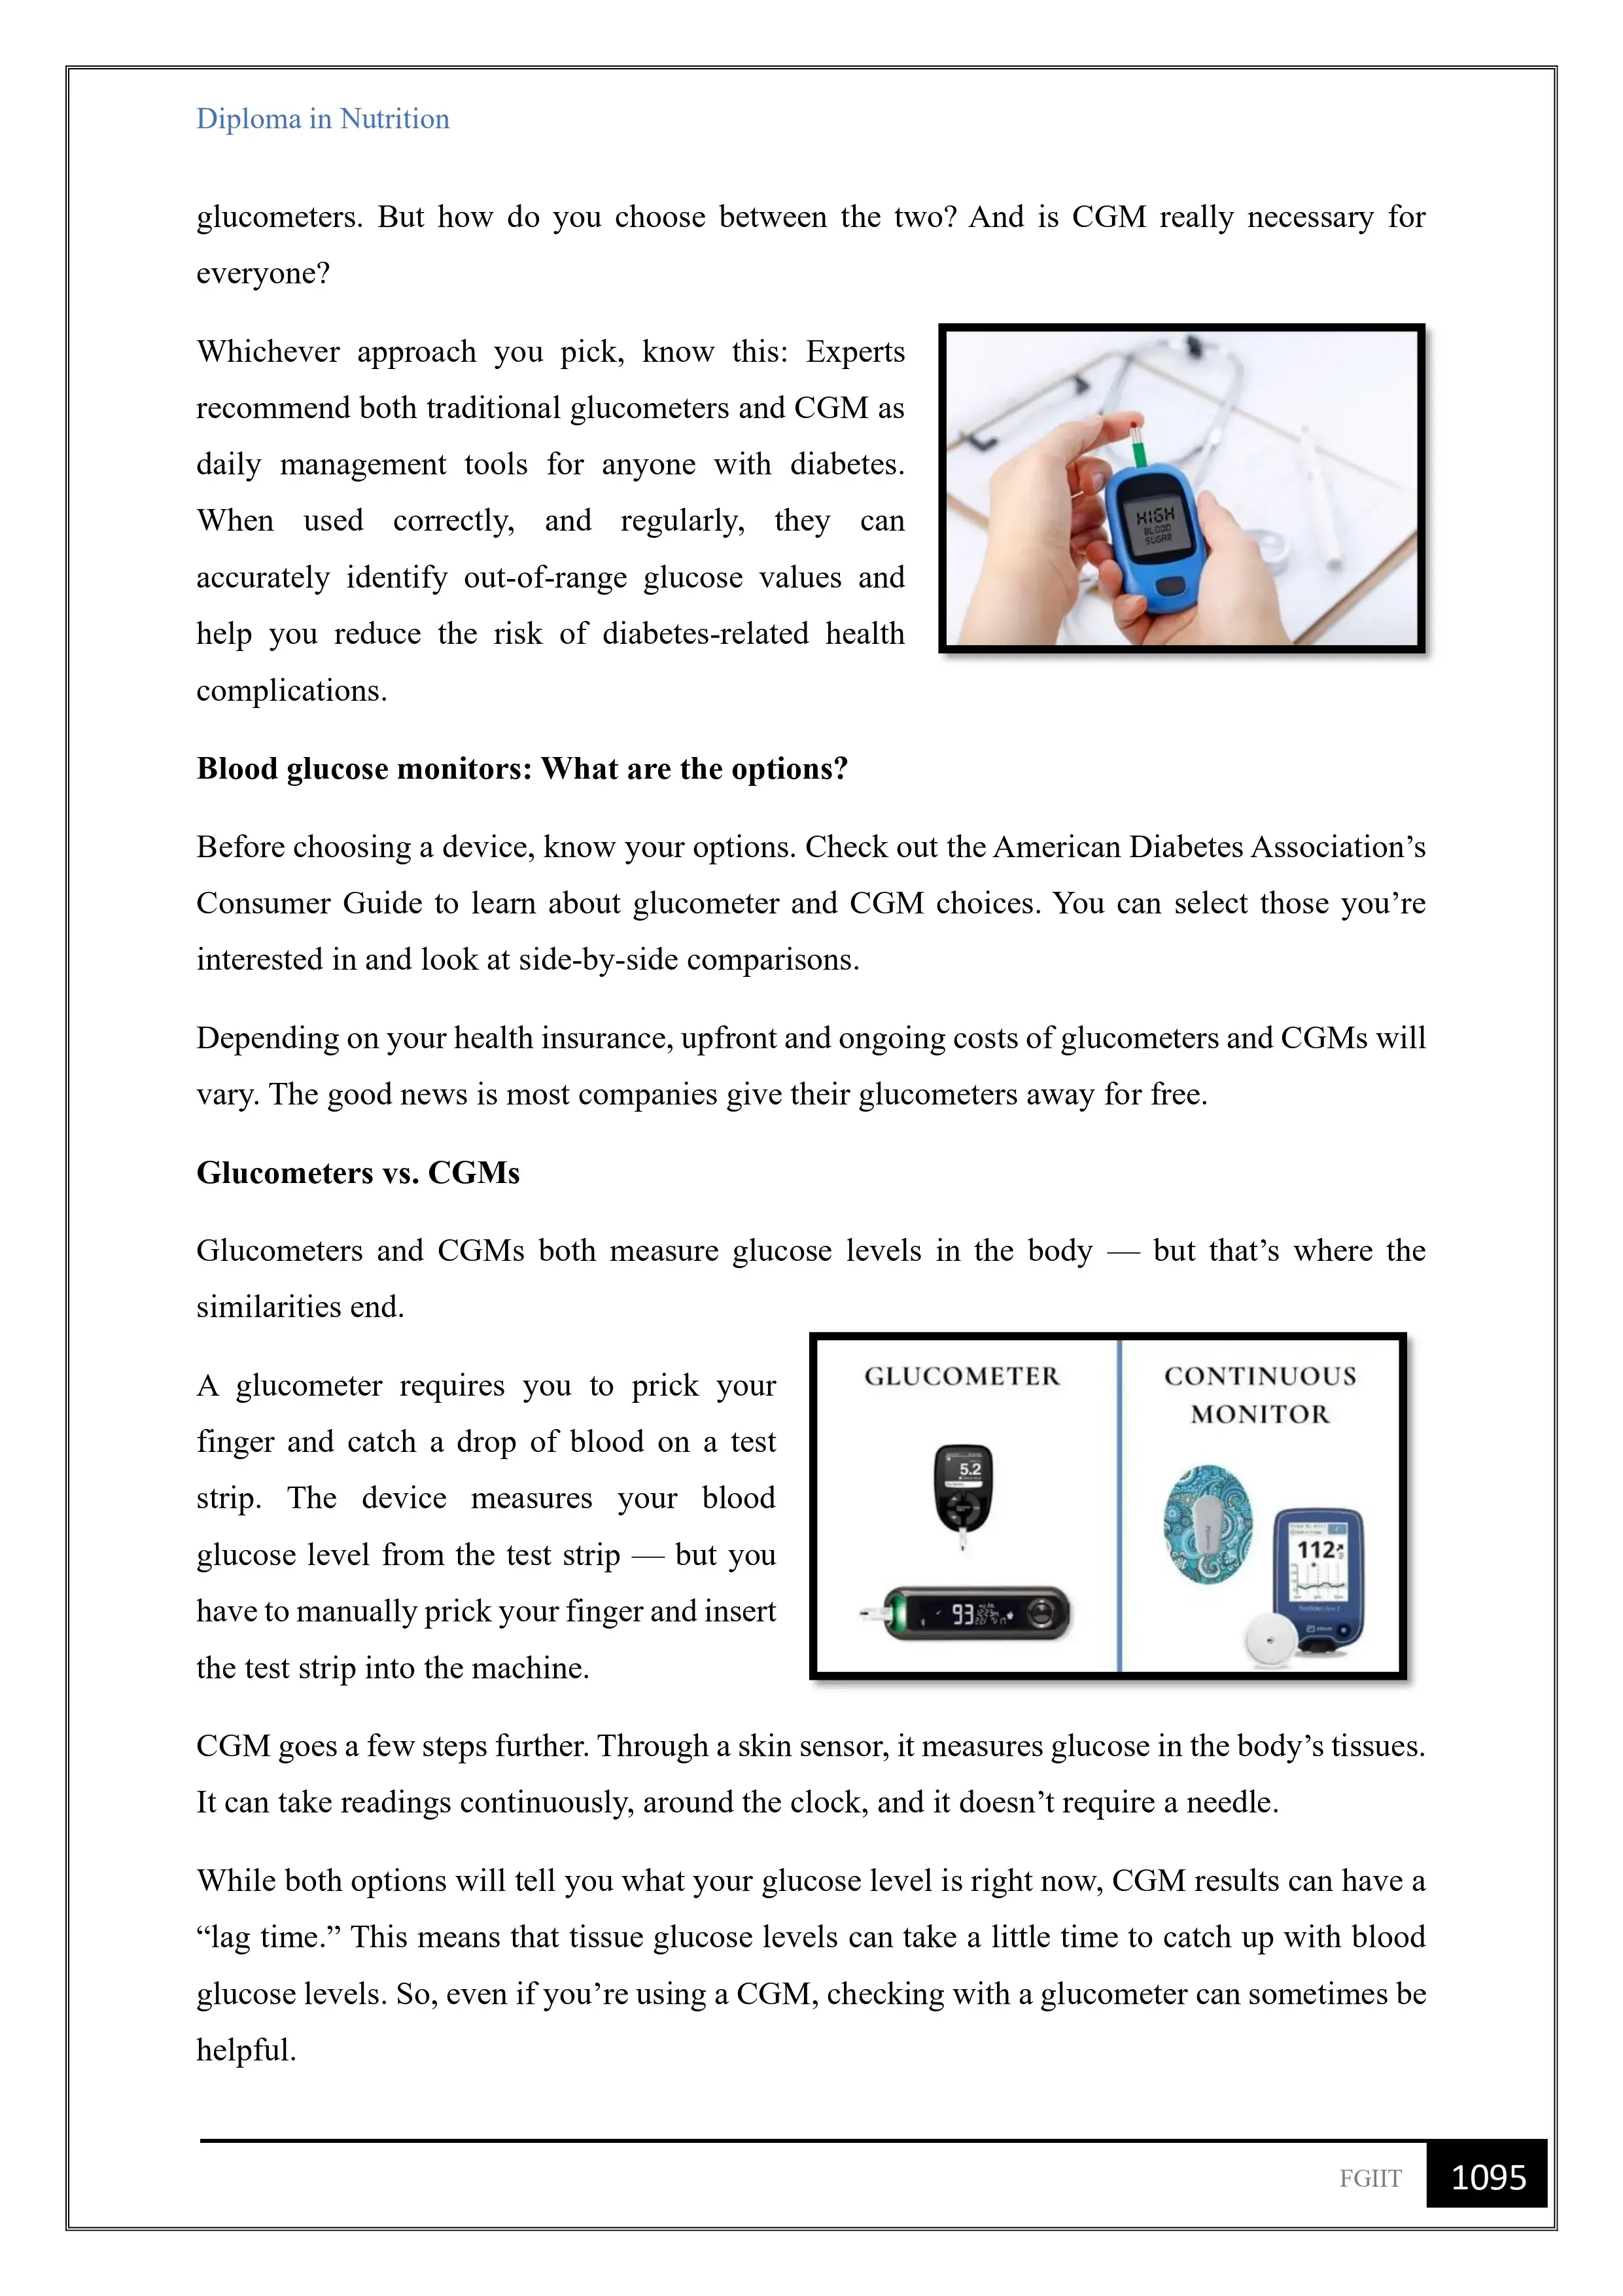 Diploma in Nutrition
glucometers. But how do you choose between the two? And is CGM really necessary for
everyone?
Whichever approach you pick, know this: Experts
recommend both traditional glucometers and CGM as
daily management tools for anyone with diabetes.
When used correctly, and regularly, they can
accurately identify out-of-range glucose values and
help you reduce the risk of diabetes-related health
complications.
HIGH
BLOOD
SUGAR
Blood glucose monitors: What are the options?
Before choosing a device, know your options. Check out the American Diabetes Association’s
Consumer Guide to learn about glucometer and CGM choices. You can select those you’re
interested in and look at side-by-side comparisons.
Depending on your health insurance, upfront and ongoing costs of glucometers and CGMs will
vary. The good news is most companies give their glucometers away for free.
Glucometers vs. CGMs
Glucometers and CGMs both measure glucose levels in the body — but that’s where the
similarities end.
A glucometer requires you to prick your
finger and catch a drop of blood on a test
strip. The device measures your blood
glucose level from the test strip — but you
have to manually prick your finger and insert
the test strip into the machine.
GLUCOMETER
5.2
93
CONTINUOUS
MONITOR
112
CGM goes a few steps further. Through a skin sensor, it measures glucose in the body’s tissues.
It can take readings continuously, around the clock, and it doesn’t require a needle.
While both options will tell you what your glucose level is right now, CGM results can have a
“lag time.” This means that tissue glucose levels can take a little time to catch up with blood
glucose levels. So, even if you’re using a CGM, checking with a glucometer can sometimes be
helpful.
FGIIT
1095